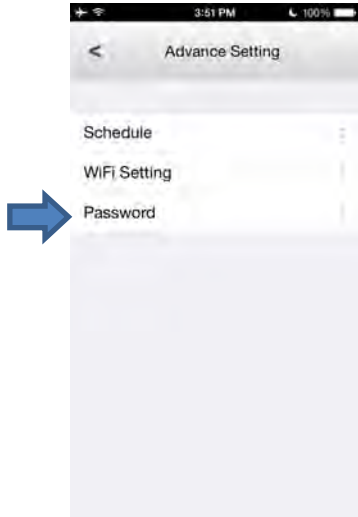 3:51 PM 100%
< Advance Setting
Schedule
WiFi Setting
Password